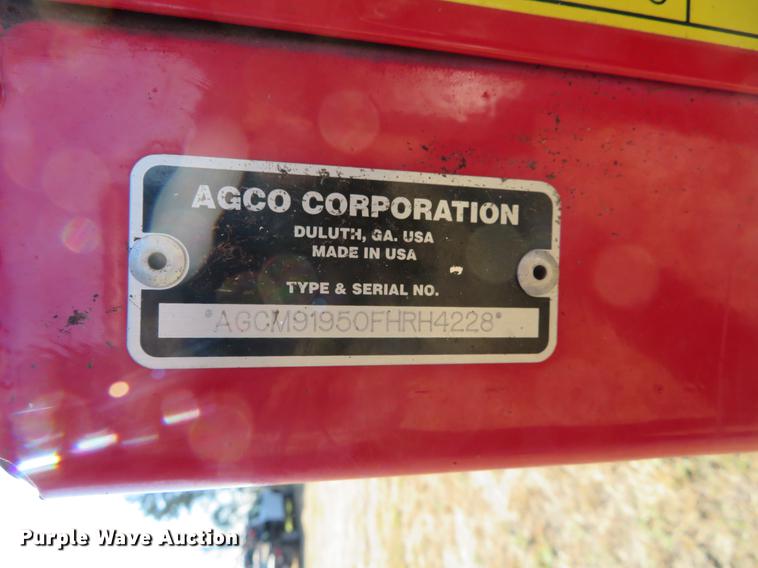 AGCO CORPORATION
DULUTH, GA. USA
MADE IN USA
TYPE & SERIAL NO.
*AGCM91950FHRH4228*
Purple Wave Auction